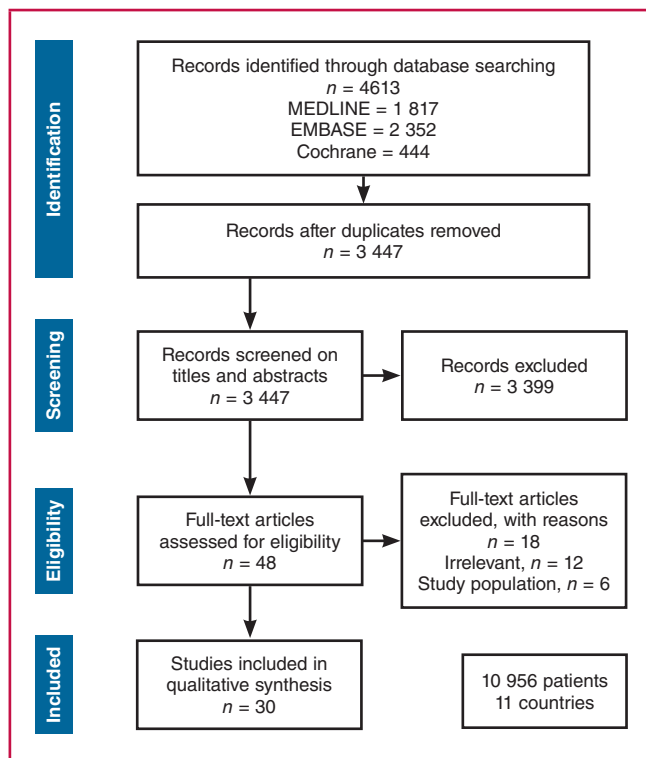 Identification
Records identified through database searching
n = 4613
MEDLINE = 1 817
EMBASE = 2 352
Cochrane = 444
Records after duplicates removed
n = 3 447
Screening
Records screened on
titles and abstracts
n = 3 447
Records excluded
n = 3 399
Eligibility
Full-text articles
assessed for eligibility
n = 48
Full-text articles
excluded, with reasons
n = 18
Irrelevant, n = 12
Study population, n = 6
Included
Studies included in
qualitative synthesis
n = 30
10 956 patients
11 countries